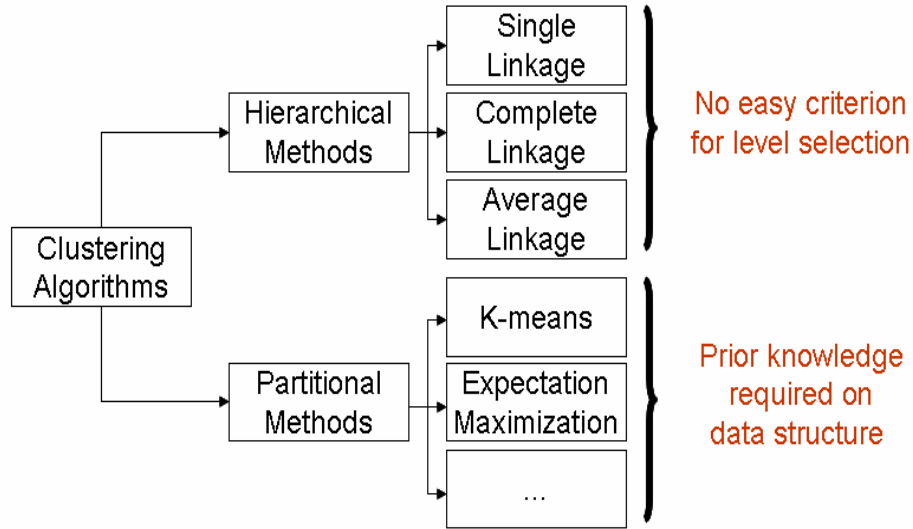 Clustering
Algorithms
Hierarchical
Methods
Single
Linkage
Complete
Linkage
Average
Linkage
No easy criterion
for level selection
Partitional
Methods
K-means
Expectation
Maximization
...
Prior knowledge
required on
data structure